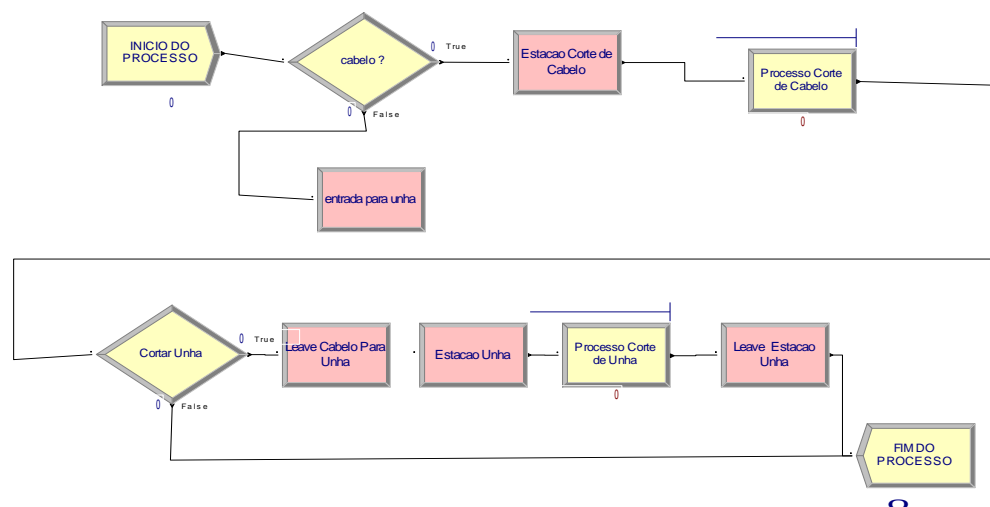 INICIO DO
PROCESSO
0
cabelo ?
0 True
0 False
Estacao Corte de
Cabelo
Processo Corte
de Cabelo
0
entrada para unha
Cortar Unha
0 True
0 False
Leave Cabelo Para
Unha
Estacao Unha
Processo Corte
de Unha
0
Leave Estacao
Unha
FIM DO
PROCESSO